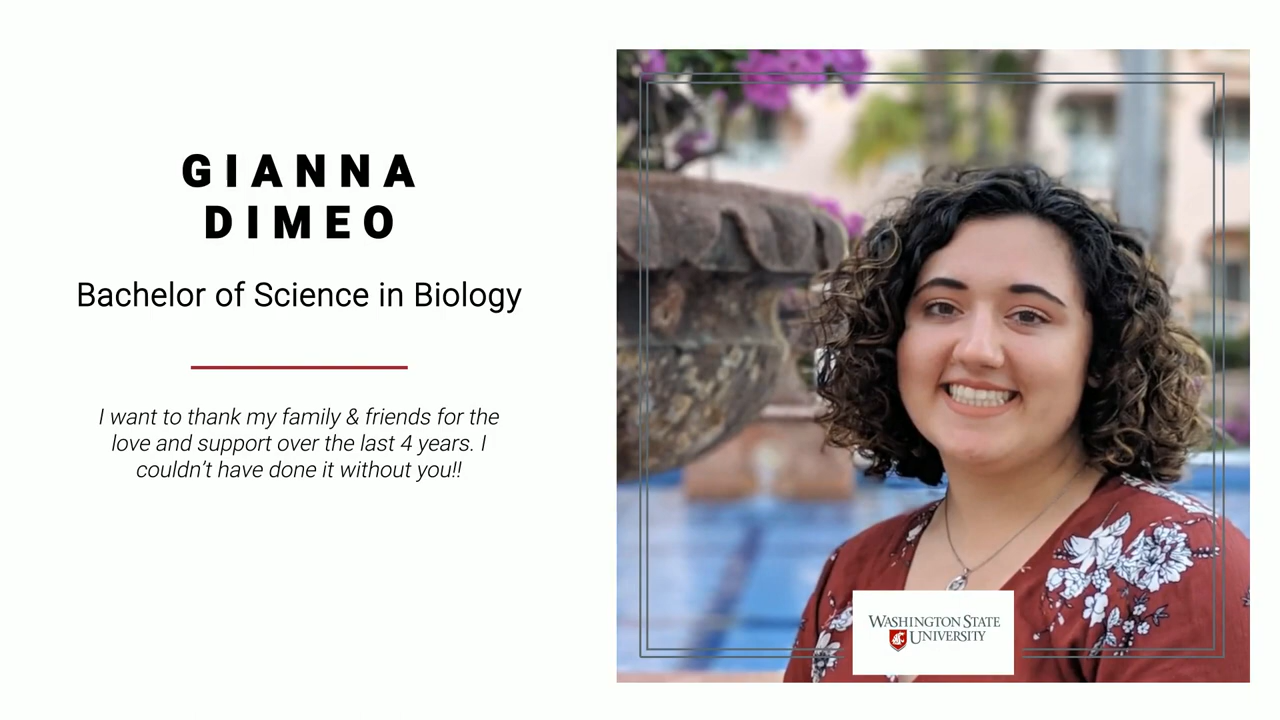 GIANNA
DIMEO
Bachelor of Science in Biology
I want to thank my family & friends for the
love and support over the last 4 years. I
couldn’t have done it without you!!
WASHINGTON STATE
UNIVERSITY